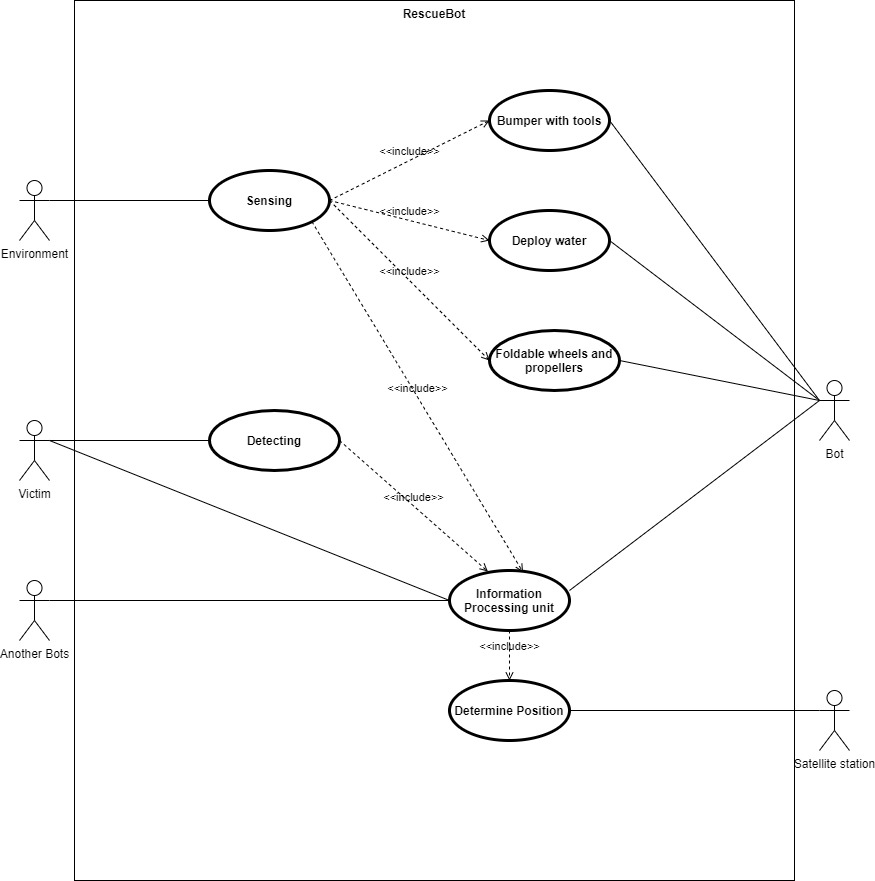 RescueBot
Bumper with tools
<<include>>
Sensing
<<include>>
Deploy water
Environment
<<include>>
Foldable wheels and
propellers
<<include>>
Detecting
Bot
Victim
<<include>>
Information
Processing unit
Another Bots
<<include>>
Determine Position
Satellite station